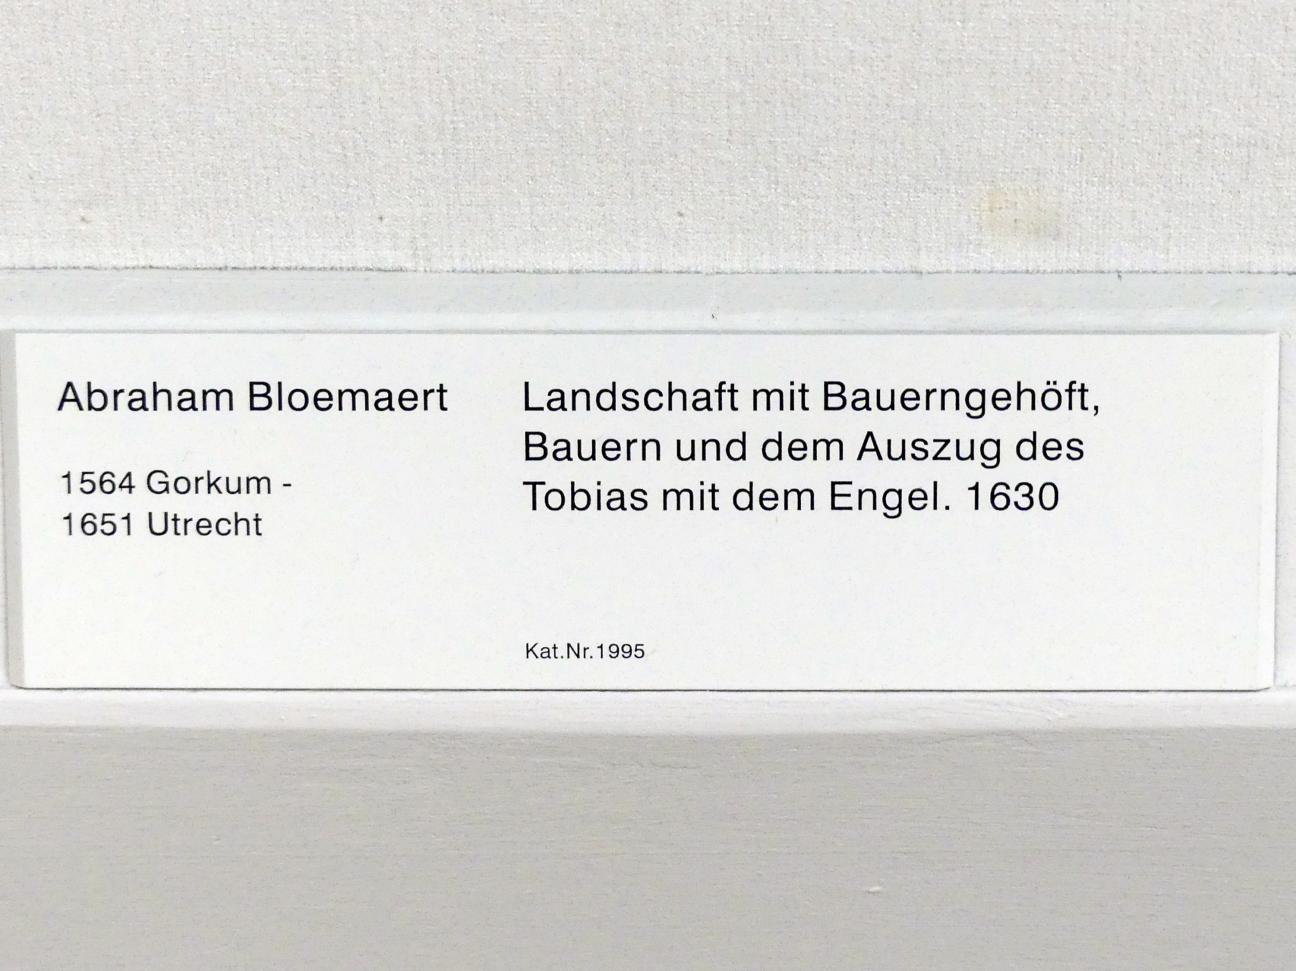 Abraham Bloemaert
1564 Gorkum -
1651 Utrecht
Landschaft mit Bauerngehöft,
Bauern und dem Auszug des
Tobias mit dem Engel. 1630
Kat.Nr.1995